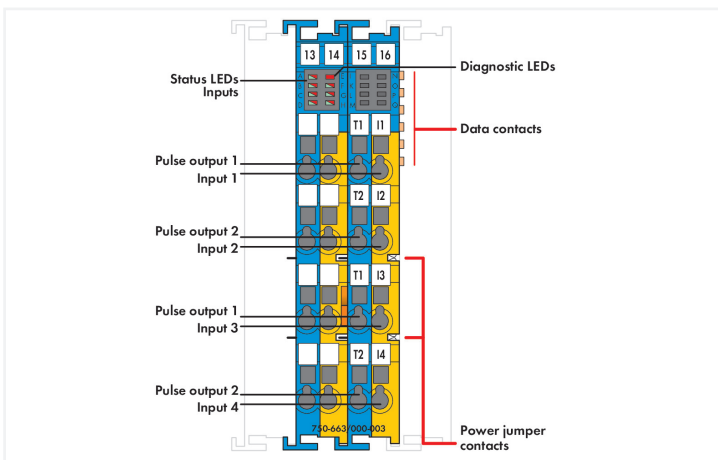 13 14 15 16
Status LEDs
Inputs
Diagnostic LEDs
Data contacts
T1 I1
Pulse output 1
Input 1
T2 I2
Pulse output 2
Input 2
T1 I3
Pulse output 1
Input 3
T2 I4
Pulse output 2
Input 4
750-663/000-003
Power jumper
contacts